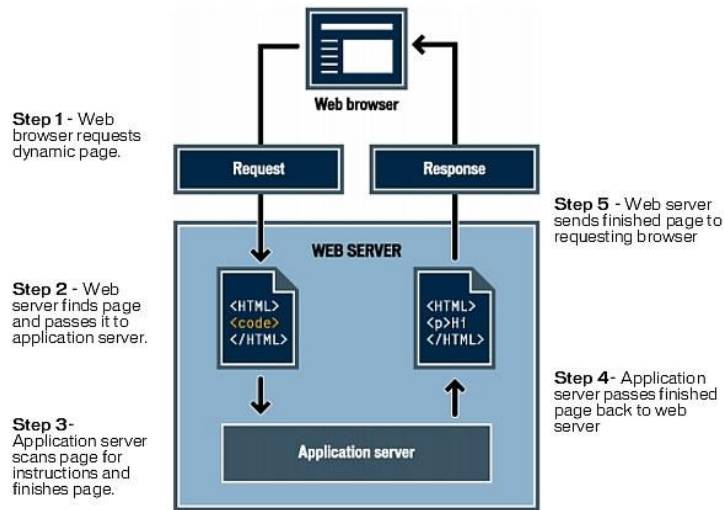 Web browser
Step 1 - Web
browser requests
dynamic page.
Request
Response
Step 5 - Web server
sends finished page to
requesting browser
WEB SERVER
Step 2 - Web
server finds page
and passes it to
application server.
<HTML>
<code>
</HTML>
<HTML>
<p>Hi
</HTML>
Step 4- Application
server passes finished
page back to web
server
Step 3-
Application server
scans page for
instructions and
finishes page.
Application server